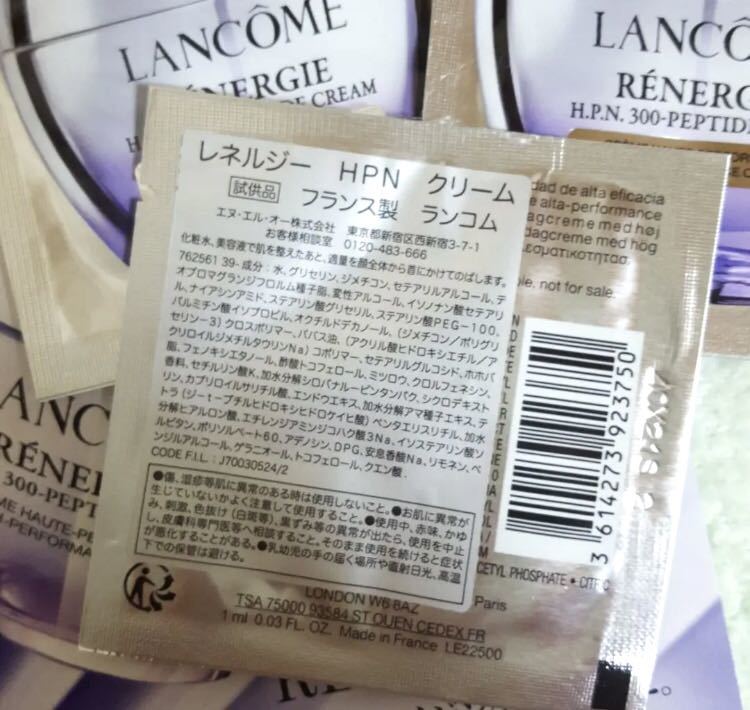 LANCÔME
RÉNERGIE
CREAM
LANCÔ
RÉNERG
H.P.N. 300-PEPTID
レネルジー HPN クリーム
試供品 フランス製 ランコム
エヌ・エル・オー株式会社 東京都新宿区西新宿3-7-1
お客様相談室 0120-483-666
化粧水、美容液で肌を整えたあと、適量を顔全体から首にかけてのばします。
762561 39-成分:水、グリセリン、ジメチコン、セテアリルアルコール、テ
オブロマグランジフロルム種子脂、変性アルコール、イソノナン酸セテアリ
ル、ナイアシンアミド、ステアリン酸グリセリル、ステアリン酸PEG-100、
パルミチン酸イソプロピル、オクチルドデカノール、(ジメチコン/ポリグリ
セリン-3)クロスポリマー、ババス油、(アクリル酸ヒドロキシエチル/ア
クリロイルジメチルタウリンNa)コポリマー、セテアリルグルコシド、ホホバ
脂、フェノキシエタノール、酢酸トコフェロール、ミツロウ、クロルフェネシン、
香料、セチルリン酸K、加水分解シロバナルーピンタンパク、シクロデキスト
リン、カプリロイルサリチル酸、エンドウエキス、加水分解アマ種子エキス、テ
トラ(ジ-t-ブチルヒドロキシヒドロケイヒ酸)ペンタエリスリチル、加水
分解ヒアルロン酸、エチレンジアミンジコハク酸3Na、イソステアリン酸ソ
ルビタン、ポリソルベート60、アデノシン、DPG、安息香酸Na、リモネン、ベ
ンジルアルコール、ゲラニオール、トコフェロール、クエン酸.
CODE F.I.L.: J70030524/2
●傷、湿疹等肌に異常のある時は使用しないこと。●お肌に異常が
生じていないかよく注意して使用すること。●使用中、赤味、かゆ
み、刺激、色抜け(白斑等)、黒ずみ等の異常が出たら、使用を中止
し、皮膚科専門医等へ相談すること。そのまま使用を続けると症状
が悪化することがある。●乳幼児の手の届く場所や直射日光、高温
下での保管は避ける。
dad de alta eficacia
alta-performance
agcreme med høj
dagcreme med hög
εσματικοτητασ.
not for sale.
3 614273 923750
CETYL PHOSPHATE • CITRIC
LONDON W6 8AZ
Paris
TSA 75000 93584 ST OUEN CEDEX.FR
1 ml 0.03 FL. OZ. Made in France LE22500
ANC
RÉNE
300-PEPT
ME HAUTE-PE
-PERFORMA